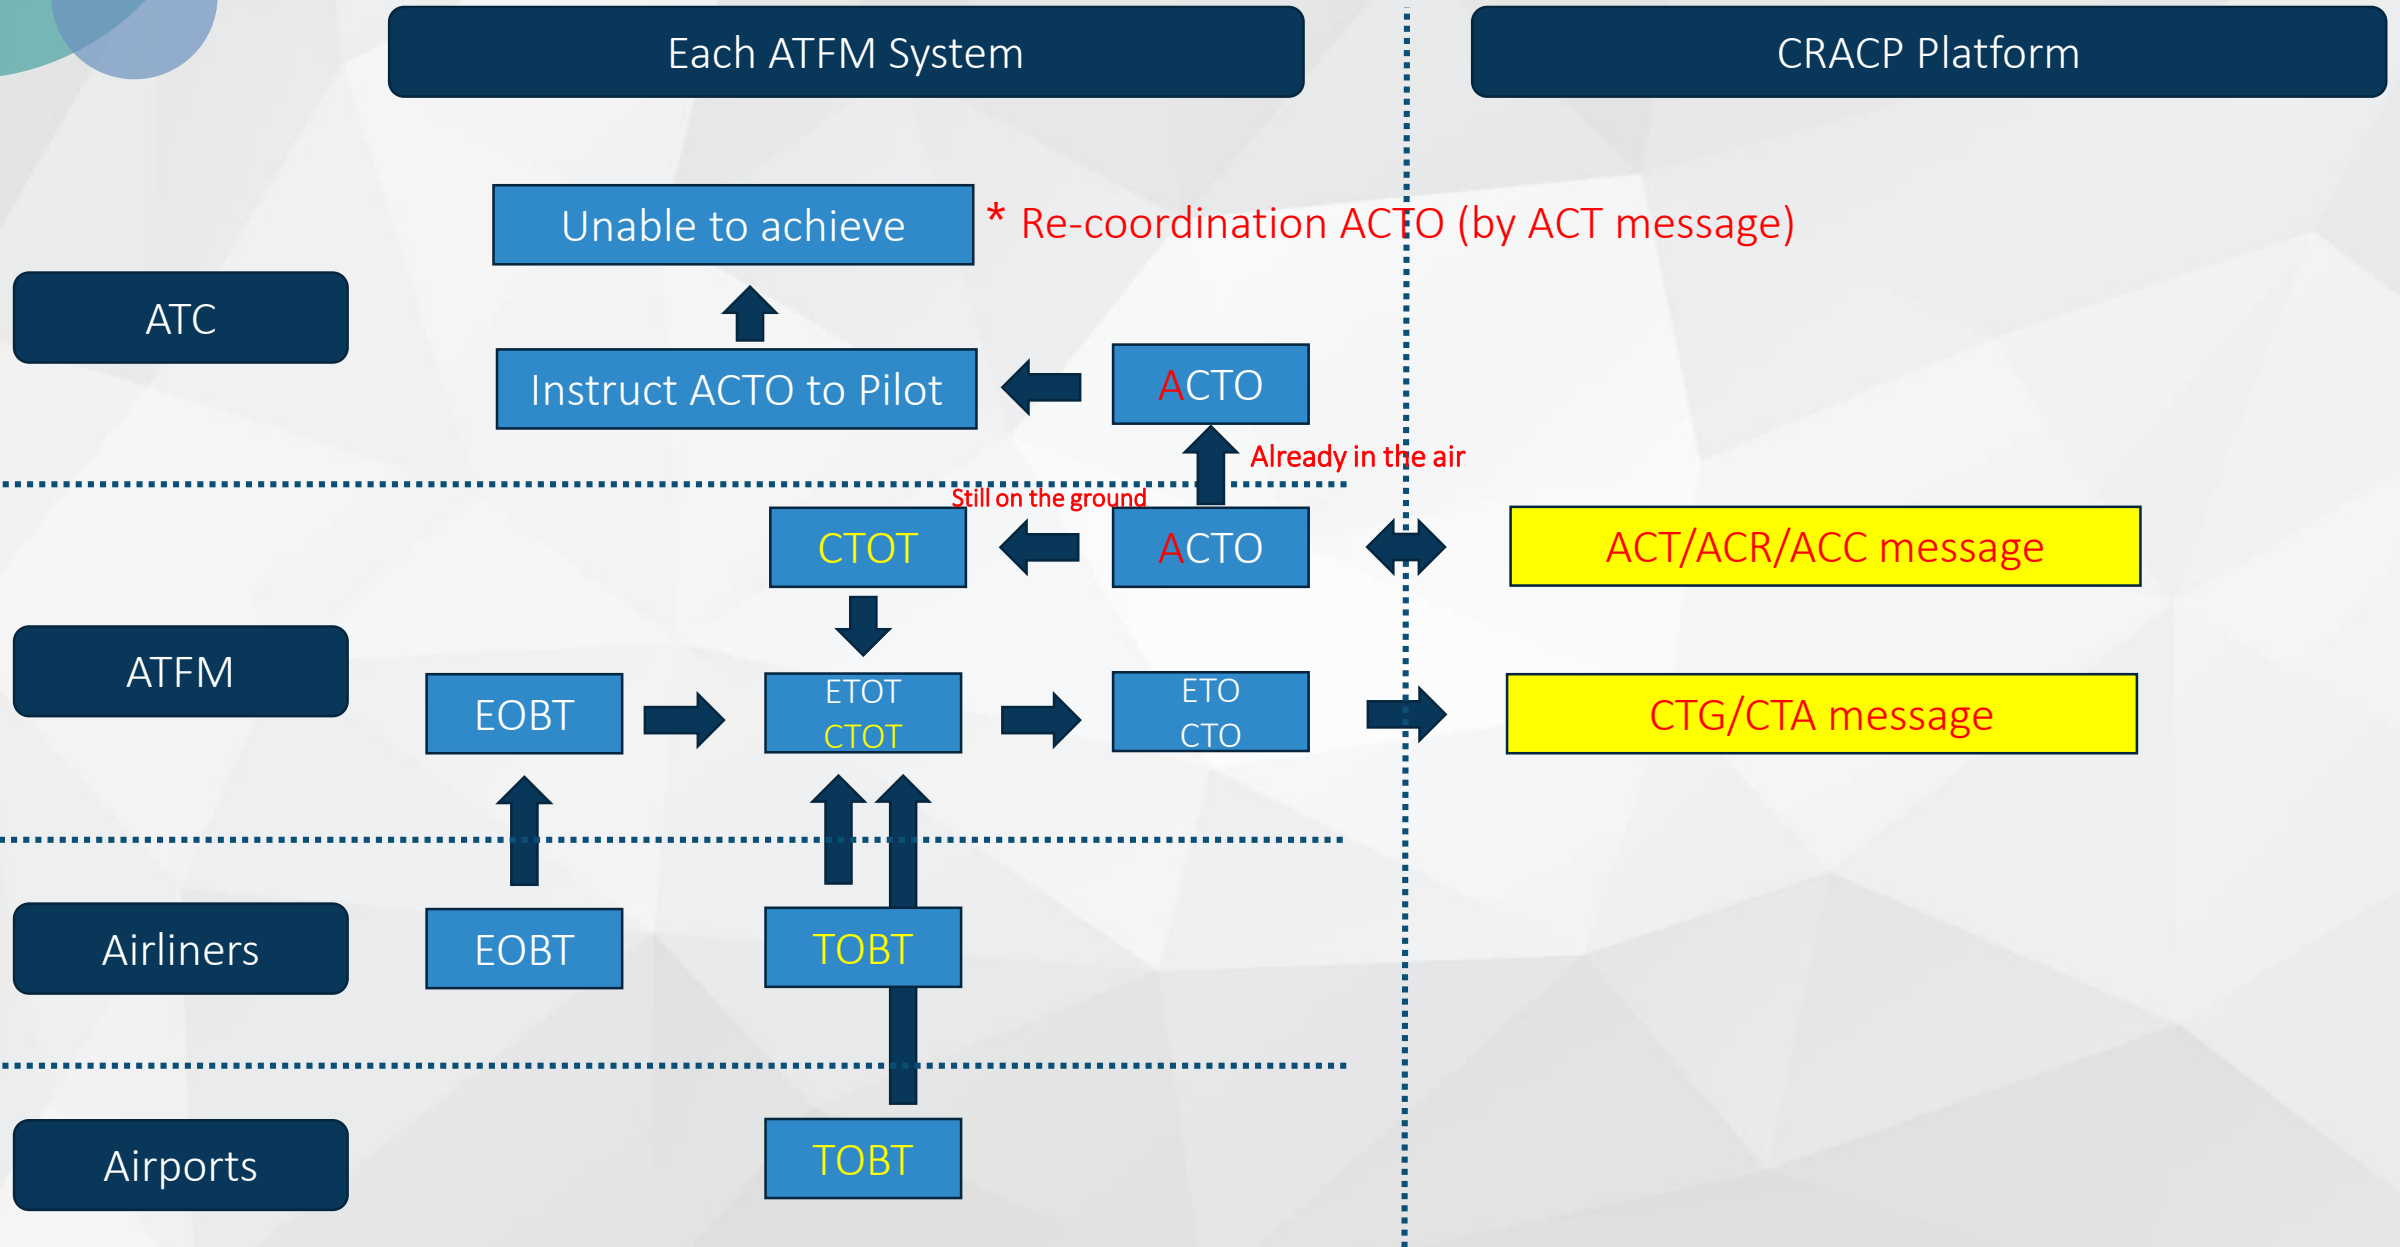 Each ATFM System
CRACP Platform
Unable to achieve
* Re-coordination ACTO (by ACT message)
ATC
Instruct ACTO to Pilot
ACTO
Already in the air
Still on the ground
CTOT
ACTO
ACT/ACR/ACC message
ATFM
EOBT
ETOT
CTOT
ETO
CTO
CTG/CTA message
Airliners
EOBT
TOBT
Airports
TOBT